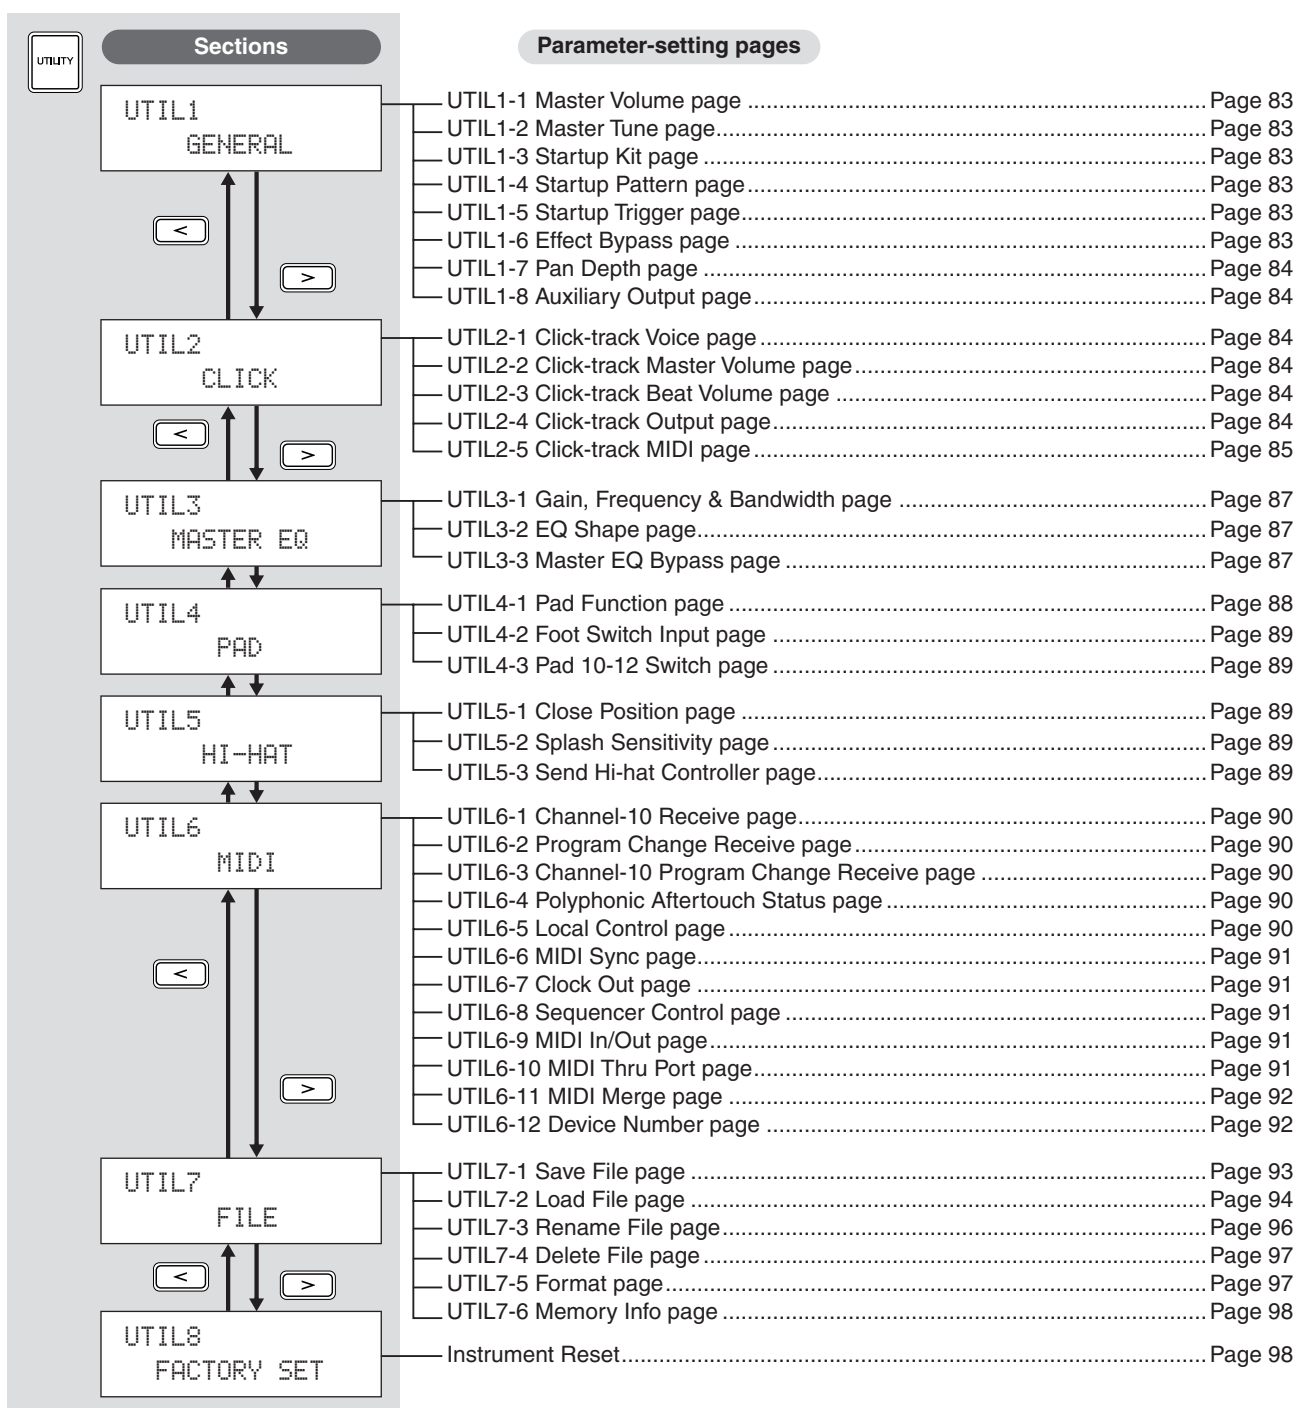 UTILITY
Sections
Parameter-setting pages
UTIL1
GENERAL
UTIL1-1 Master Volume page ..... Page 83
UTIL1-2 Master Tune page ..... Page 83
UTIL1-3 Startup Kit page ..... Page 83
UTIL1-4 Startup Pattern page ..... Page 83
UTIL1-5 Startup Trigger page ..... Page 83
UTIL1-6 Effect Bypass page ..... Page 83
UTIL1-7 Pan Depth page ..... Page 84
UTIL1-8 Auxiliary Output page ..... Page 84
<
>
UTIL2
CLICK
UTIL2-1 Click-track Voice page ..... Page 84
UTIL2-2 Click-track Master Volume page ..... Page 84
UTIL2-3 Click-track Beat Volume page ..... Page 84
UTIL2-4 Click-track Output page ..... Page 84
UTIL2-5 Click-track MIDI page ..... Page 85
<
>
UTIL3
MASTER EQ
UTIL3-1 Gain, Frequency & Bandwidth page ..... Page 87
UTIL3-2 EQ Shape page ..... Page 87
UTIL3-3 Master EQ Bypass page ..... Page 87
UTIL4
PAD
UTIL4-1 Pad Function page ..... Page 88
UTIL4-2 Foot Switch Input page ..... Page 89
UTIL4-3 Pad 10-12 Switch page ..... Page 89
UTIL5
HI-HAT
UTIL5-1 Close Position page ..... Page 89
UTIL5-2 Splash Sensitivity page ..... Page 89
UTIL5-3 Send Hi-hat Controller page ..... Page 89
UTIL6
MIDI
UTIL6-1 Channel-10 Receive page ..... Page 90
UTIL6-2 Program Change Receive page ..... Page 90
UTIL6-3 Channel-10 Program Change Receive page ..... Page 90
UTIL6-4 Polyphonic Aftertouch Status page ..... Page 90
UTIL6-5 Local Control page ..... Page 90
UTIL6-6 MIDI Sync page ..... Page 91
UTIL6-7 Clock Out page ..... Page 91
UTIL6-8 Sequencer Control page ..... Page 91
UTIL6-9 MIDI In/Out page ..... Page 91
UTIL6-10 MIDI Thru Port page ..... Page 91
UTIL6-11 MIDI Merge page ..... Page 92
UTIL6-12 Device Number page ..... Page 92
<
>
UTIL7
FILE
UTIL7-1 Save File page ..... Page 93
UTIL7-2 Load File page ..... Page 94
UTIL7-3 Rename File page ..... Page 96
UTIL7-4 Delete File page ..... Page 97
UTIL7-5 Format page ..... Page 97
UTIL7-6 Memory Info page ..... Page 98
<
>
UTIL8
FACTORY SET
Instrument Reset ..... Page 98